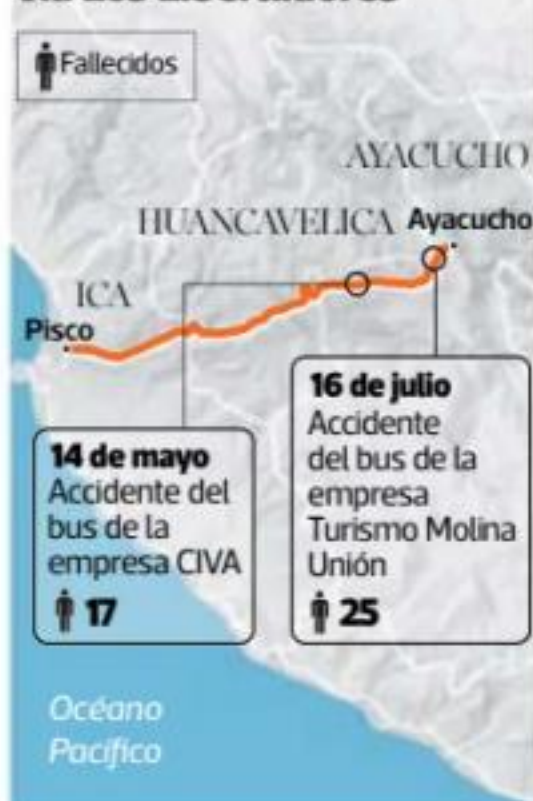 Fallecidos
AYACUCHO
HUANCAVELICA
Ayacucho
ICA
Pisco
16 de julio
Accidente
del bus de la
empresa
Turismo Molina
Unión
25
14 de mayo
Accidente del
bus de la
empresa CIVA
17
Océano
Pacífico